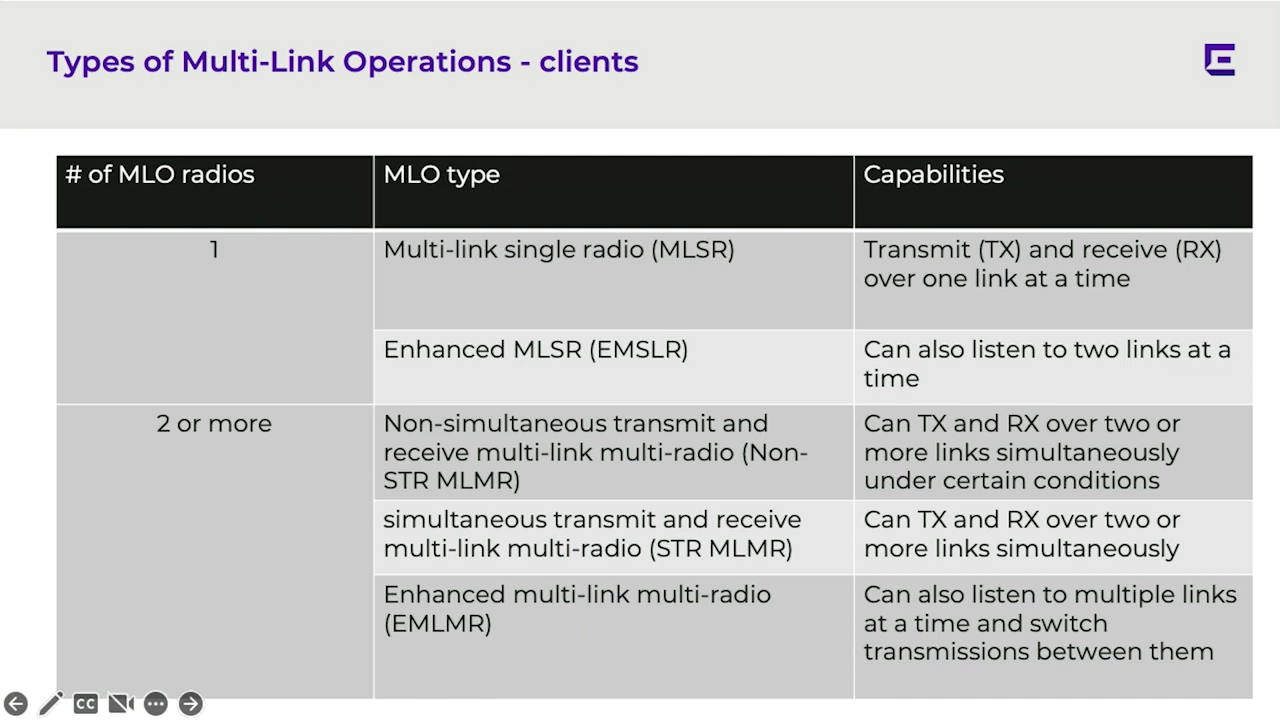 Types of Multi-Link Operations - clients
# of MLO radios
MLO type
Capabilities
1
Multi-link single radio (MLSR)
Transmit (TX) and receive (RX)
over one link at a time
Enhanced MLSR (EMSLR)
Can also listen to two links at a
time
2 or more
Non-simultaneous transmit and
receive multi-link multi-radio (Non-
STR MLMR)
Can TX and RX over two or
more links simultaneously
under certain conditions
simultaneous transmit and receive
multi-link multi-radio (STR MLMR)
Can TX and RX over two or
more links simultaneously
Enhanced multi-link multi-radio
(EMLMR)
Can also listen to multiple links
at a time and switch
transmissions between them
CC